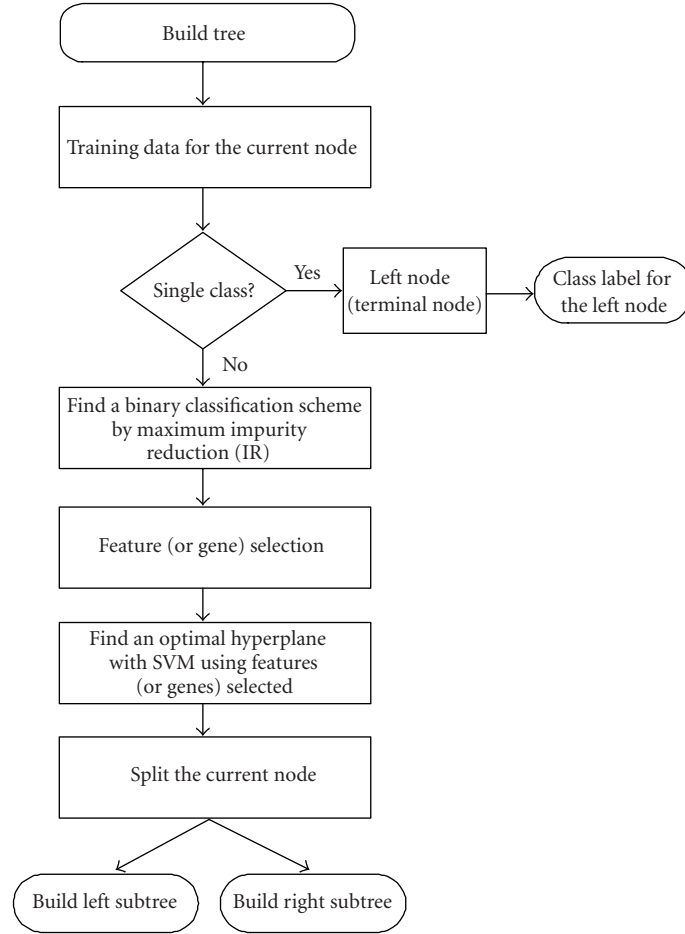 Build tree
Training data for the current node
Single class?
Yes
Left node
(terminal node)
Class label for
the left node
No
Find a binary classification scheme
by maximum impurity
reduction (IR)
Feature (or gene) selection
Find an optimal hyperplane
with SVM using features
(or genes) selected
Split the current node
Build left subtree
Build right subtree